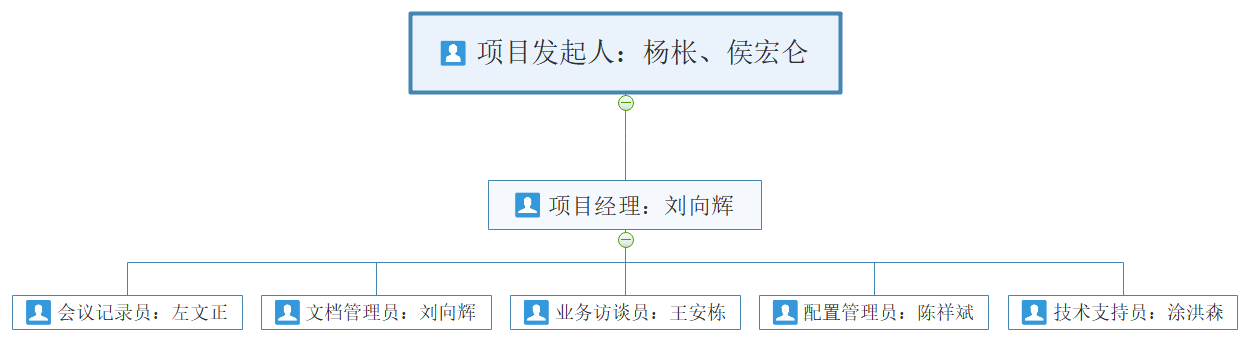 项目发起人：杨枨、侯宏仑
项目经理：刘向辉
会议记录员：左文正
文档管理员：刘向辉
业务访谈员：王安栋
配置管理员：陈祥斌
技术支持员：涂洪森